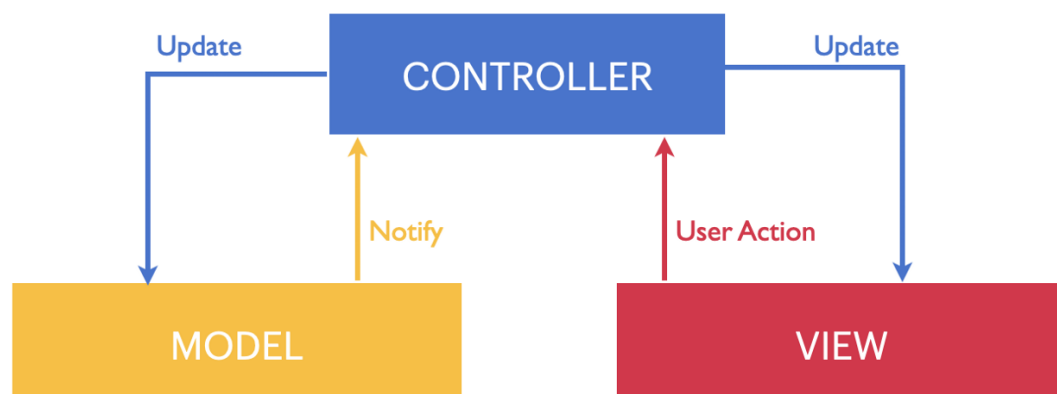 Update
Update
CONTROLLER
Notify
User Action
MODEL
VIEW